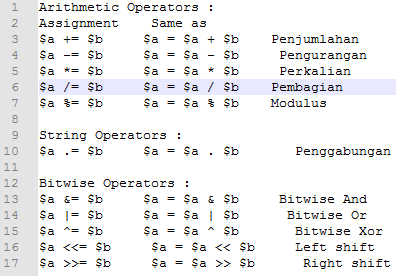 1 Arithmetic Operators :
2 Assignment Same as
3 $a += $b $a = $a + $b Penjumlahan
4 $a -= $b $a = $a - $b Pengurangan
5 $a *= $b $a = $a * $b Perkalian
6 $a /= $b $a = $a / $b Pembagian
7 $a %= $b $a = $a % $b Modulus
8
9 String Operators :
10 $a .= $b $a = $a . $b Penggabungan
11
12 Bitwise Operators :
13 $a &= $b $a = $a & $b Bitwise And
14 $a |= $b $a = $a | $b Bitwise Or
15 $a ^= $b $a = $a ^ $b Bitwise Xor
16 $a <<= $b $a = $a << $b Left shift
17 $a >>= $b $a = $a >> $b Right shift